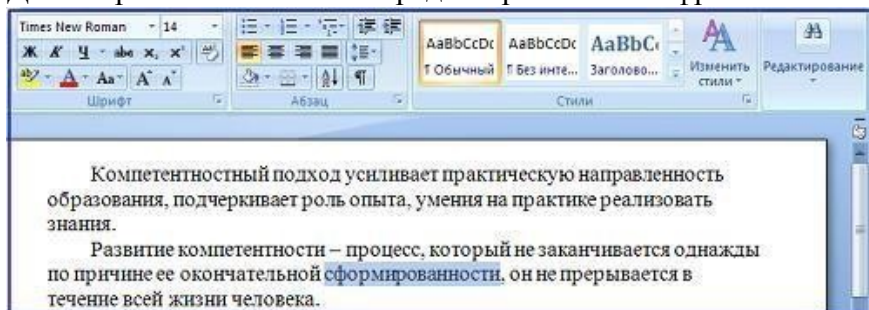 Times New Roman 14
Ж К Ч abe x, x'
ab Aa A A
Шрифт
Абзац
AaBbCcDc AaBbCcDc AaBbC
¶ Обычный ¶ Без инте... Заголово...
Изменить стили
Редактирование
Стили
Компетентностный подход усиливает практическую направленность
образования, подчеркивает роль опыта, умения на практике реализовать
знания.
Развитие компетентности – процесс, который не заканчивается однажды
по причине ее окончательной сформированности, он не прерывается в
течение всей жизни человека.